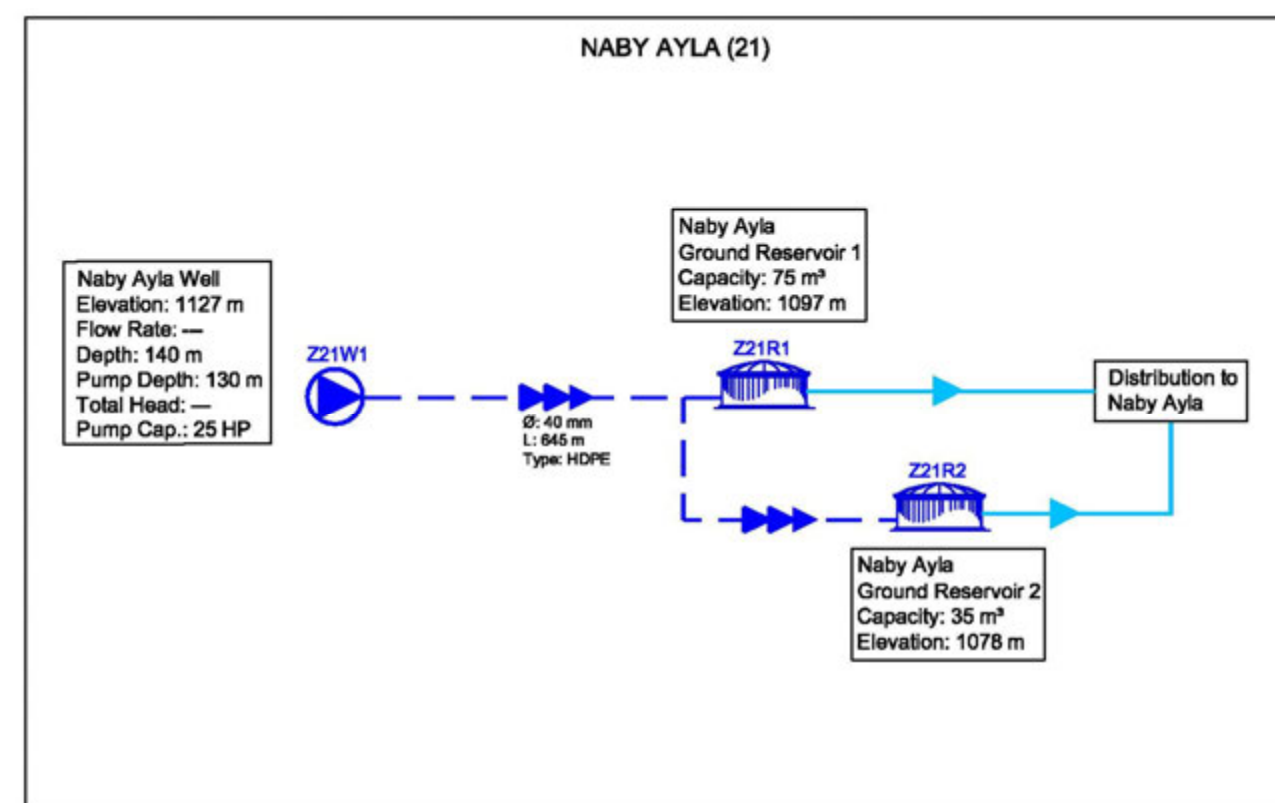 NABY AYLA (21)
Naby Ayla Well
Elevation: 1127 m
Flow Rate: ---
Depth: 140 m
Pump Depth: 130 m
Total Head: ---
Pump Cap.: 25 HP
Z21W1
Ø: 40 mm
L: 645 m
Type: HDPE
Naby Ayla
Ground Reservoir 1
Capacity: 75 m³
Elevation: 1097 m
Z21R1
Distribution to
Naby Ayla
Z21R2
Naby Ayla
Ground Reservoir 2
Capacity: 35 m³
Elevation: 1078 m